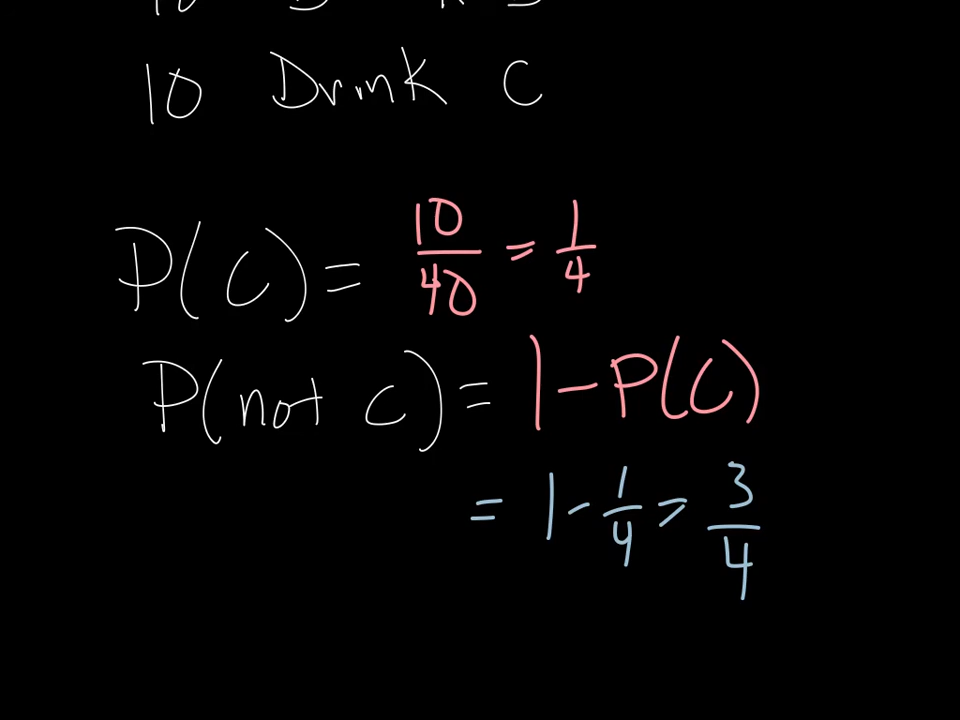 10 Drink C
P(C) = 10/40 = 1/4
P(not C) = 1 - P(C)
= 1 - 1/4 = 3/4